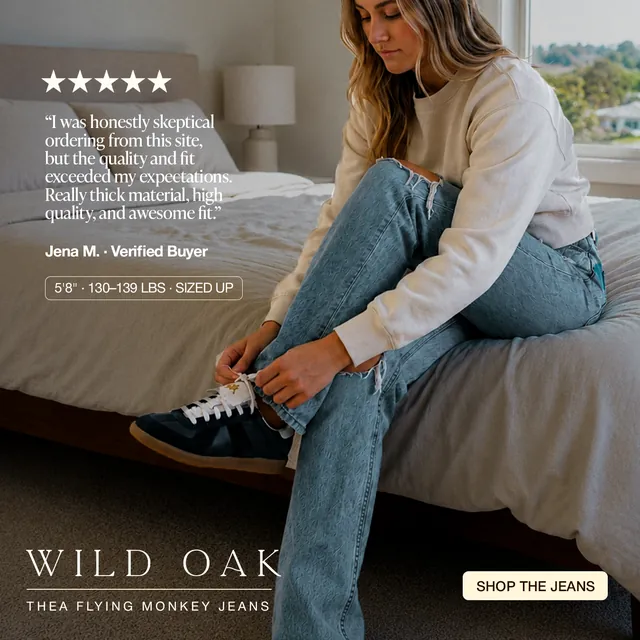 “I was honestly skeptical
ordering from this site,
but the quality and fit
exceeded my expectations.
Really thick material, high
quality, and awesome fit.”
Jena M. · Verified Buyer
5'8" · 130–139 LBS · SIZED UP
WILD OAK
THEA FLYING MONKEY JEANS
SHOP THE JEANS